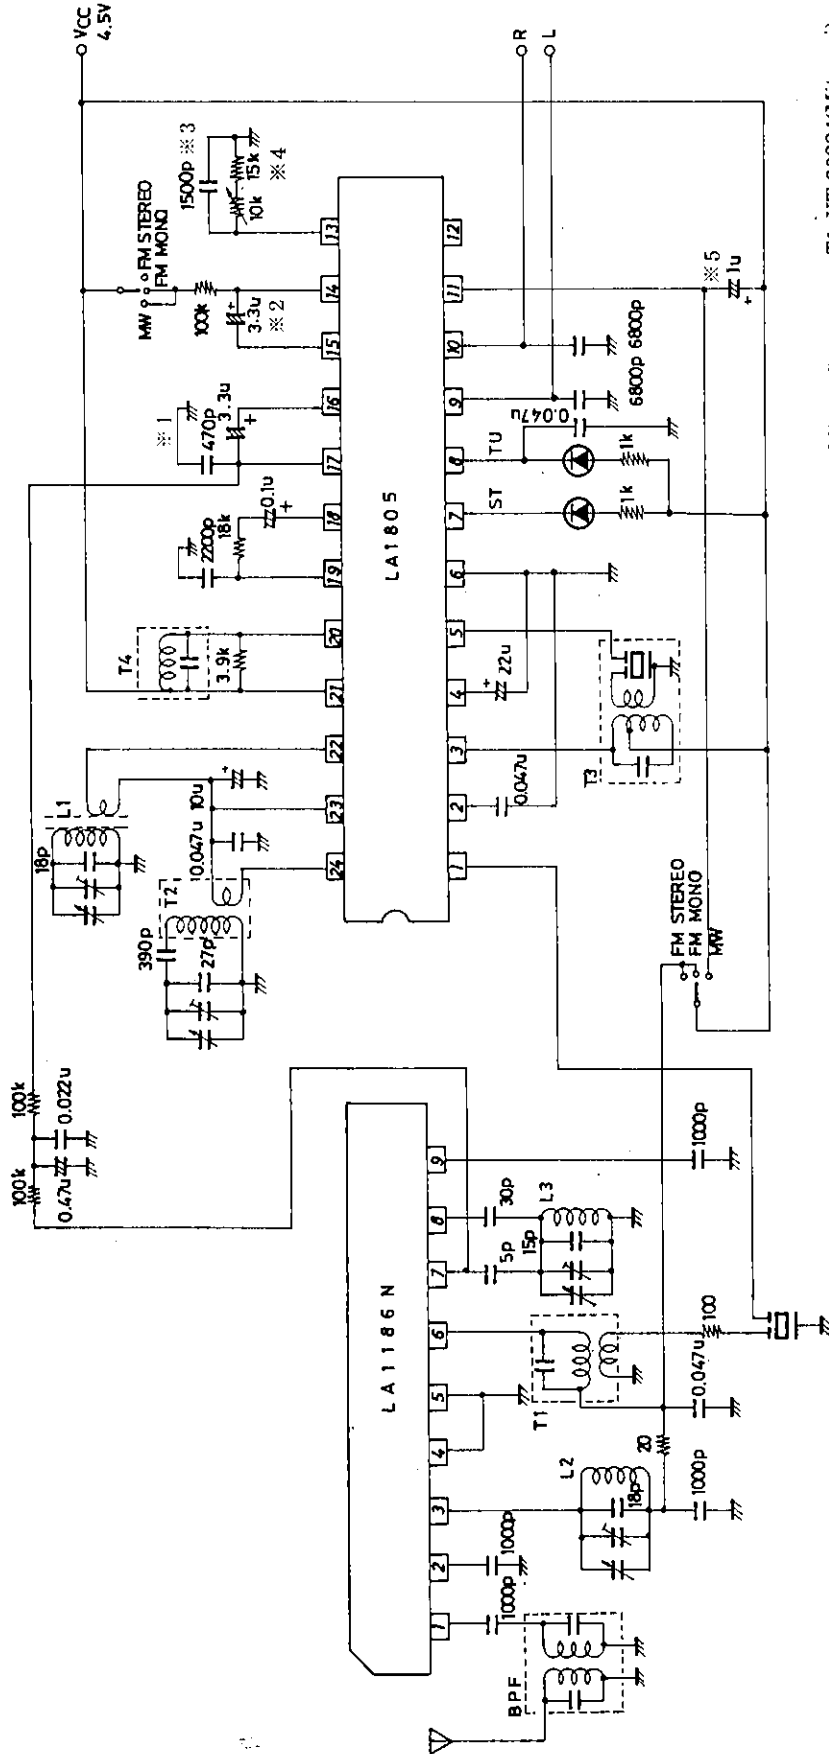 VCC
4.5V
R
L
MW
FM STEREO
FM MONO
100k
3.3u
※2
1500p ※3
15k
10k
※4
※1
470p
3.3u
0.1u
2200p
18k
T4
3.9k
L1
18p
10u
0.047u
T2
390p
27p
24
23
22
21
20
19
18
17
16
15
14
13
LA1805
1
2
3
4
5
6
7
8
9
10
11
12
0.047u
22u
T3
ST
TU
1k
1k
0.047u
6800p
6800p
※5
1u
FM STEREO
FM MONO
MW
100k
100k
0.022u
0.47u
LA1186N
1
2
3
4
5
6
7
8
9
BPF
1000p
1000p
L2
18p
20
1000p
T1
0.047u
100
5p
15p
30p
L3
1000p